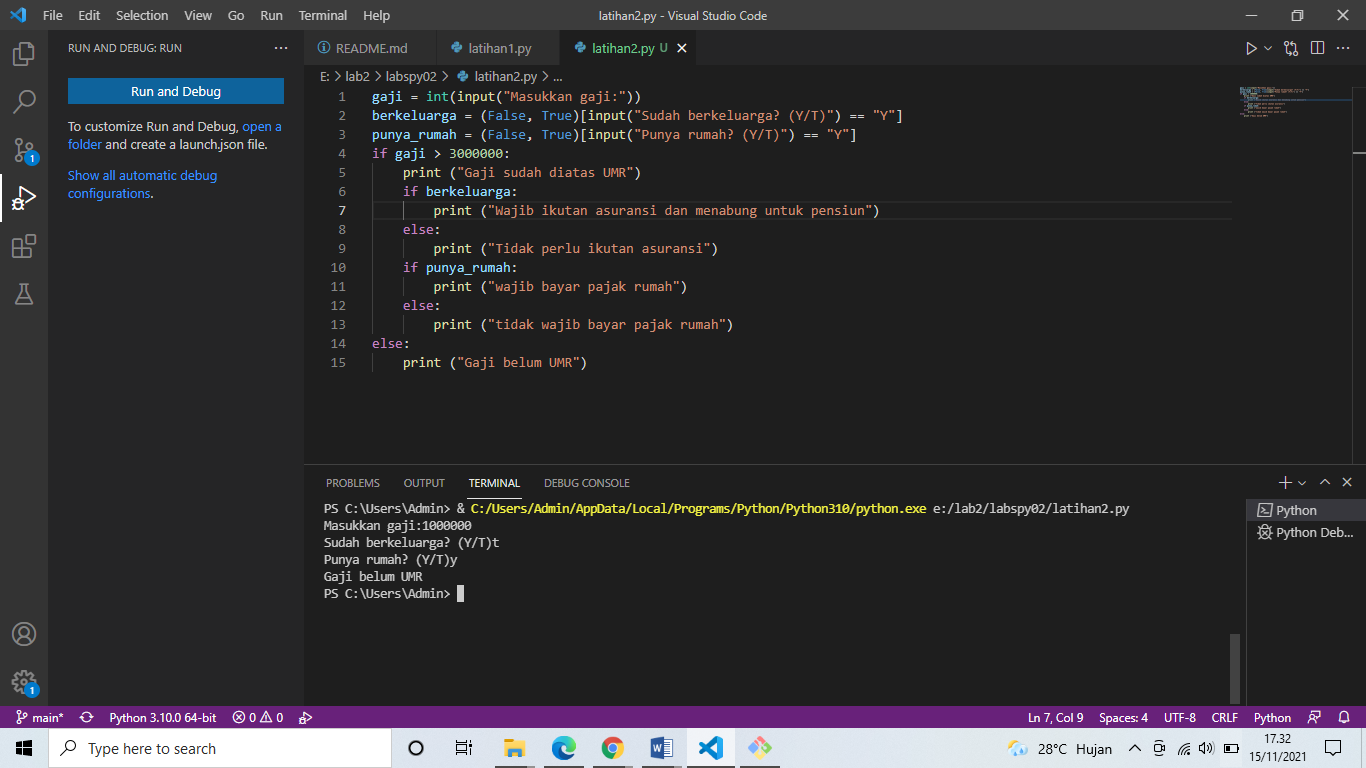 File Edit Selection View Go Run Terminal Help
latihan2.py - Visual Studio Code
RUN AND DEBUG: RUN
Run and Debug
To customize Run and Debug, open a
folder and create a launch.json file.
Show all automatic debug
configurations.
README.md
latihan1.py
latihan2.py U
E: > lab2 > labspy02 > latihan2.py > ...
1 gaji = int(input("Masukkan gaji:"))
2 berkeluarga = (False, True)[input("Sudah berkeluarga? (Y/T)") == "Y"]
3 punya_rumah = (False, True)[input("Punya rumah? (Y/T)") == "Y"]
4 if gaji > 3000000:
5     print ("Gaji sudah diatas UMR")
6     if berkeluarga:
7         print ("Wajib ikutan asuransi dan menabung untuk pensiun")
8     else:
9         print ("Tidak perlu ikutan asuransi")
10     if punya_rumah:
11         print ("wajib bayar pajak rumah")
12     else:
13         print ("tidak wajib bayar pajak rumah")
14 else:
15     print ("Gaji belum UMR")
PROBLEMS OUTPUT TERMINAL DEBUG CONSOLE
PS C:\Users\Admin> & C:/Users/Admin/AppData/Local/Programs/Python/Python310/python.exe e:/lab2/labspy02/latihan2.py
Masukkan gaji:1000000
Sudah berkeluarga? (Y/T)t
Punya rumah? (Y/T)y
Gaji belum UMR
PS C:\Users\Admin>
Python
Python Deb...
1
1
main* Python 3.10.0 64-bit 0 0
Ln 7, Col 9 Spaces: 4 UTF-8 CRLF Python
Type here to search
28°C Hujan
17.32
15/11/2021